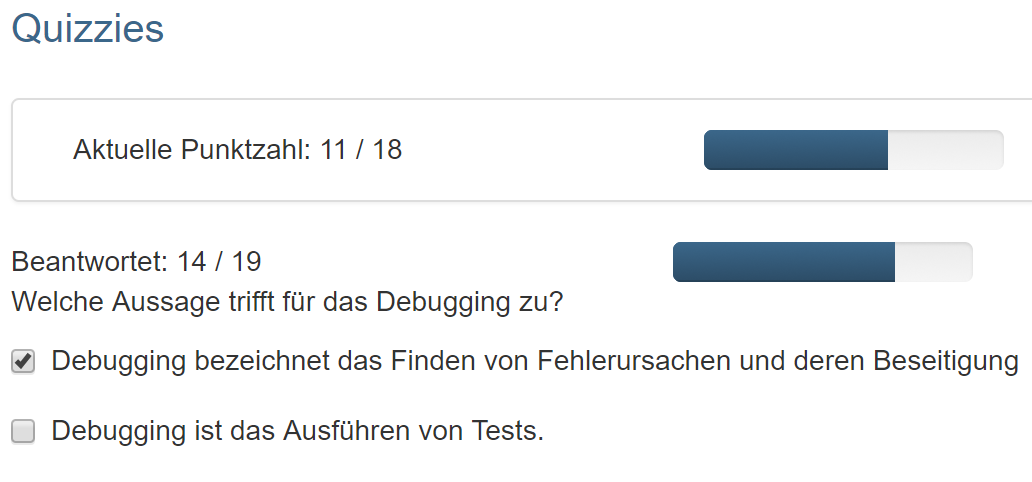 Quizzies
Aktuelle Punktzahl: 11 / 18
Beantwortet: 14 / 19
Welche Aussage trifft für das Debugging zu?
Debugging bezeichnet das Finden von Fehlerursachen und deren Beseitigung
Debugging ist das Ausführen von Tests.